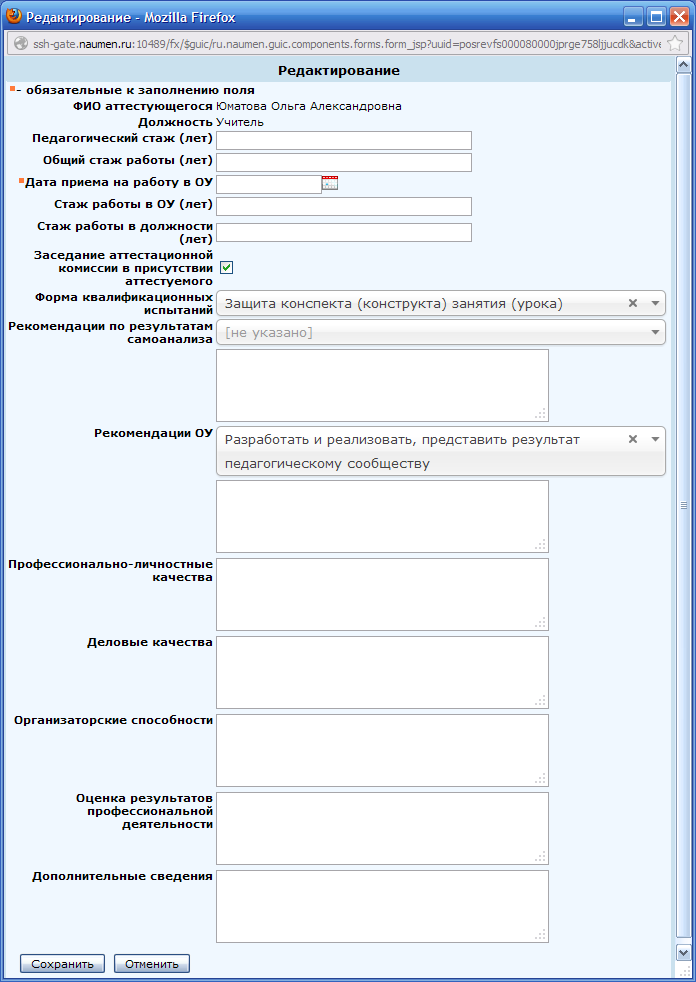 Редактирование - Mozilla Firefox
ssh-gate.naumen.ru:10489/fx/$guic/ru.naumen.guic.components.forms.form_jsp?uuid=posrevfs000080000jprge758ljjucdk&active
Редактирование
- обязательные к заполнению поля
ФИО аттестующегося Юматова Ольга Александровна
Должность Учитель
Педагогический стаж (лет)
Общий стаж работы (лет)
Дата приема на работу в ОУ
Стаж работы в ОУ (лет)
Стаж работы в должности
(лет)
Заседание аттестационной
комиссии в присутствии
аттестуемого
Форма квалификационных
испытаний
Защита конспекта (конструкта) занятия (урока)
Рекомендации по результатам
самоанализа
[не указано]
Рекомендации ОУ
Разработать и реализовать, представить результат
педагогическому сообществу
Профессионально-личностные
качества
Деловые качества
Организаторские способности
Оценка результатов
профессиональной
деятельности
Дополнительные сведения
Сохранить Отменить